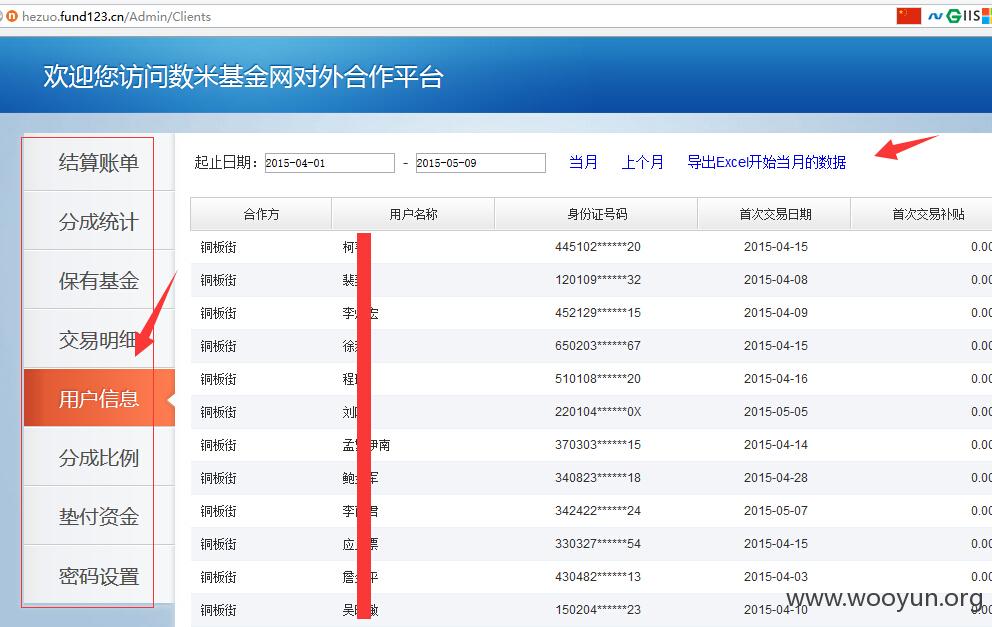 hezuo.fund123.cn/Admin/Clients
IIS
欢迎您访问数米基金网对外合作平台
结算账单
分成统计
保有基金
交易明细
用户信息
分成比例
垫付资金
密码设置
起止日期： 2015-04-01 - 2015-05-09 当月 上个月 导出Excel开始当月的数据
合作方 用户名称 身份证号码 首次交易日期 首次交易补贴
铜板街 柯 445102******20 2015-04-15 0.00
铜板街 裴 120109******32 2015-04-08 0.00
铜板街 李 宏 452129******15 2015-04-09 0.00
铜板街 徐 650203******67 2015-04-15 0.00
铜板街 程 510108******20 2015-04-16 0.00
铜板街 刘 220104******0X 2015-05-05 0.00
铜板街 孟 伊南 370303******15 2015-04-14 0.00
铜板街 鲍 军 340823******18 2015-04-28 0.00
铜板街 李 君 342422******24 2015-05-07 0.00
铜板街 应 票 330327******54 2015-04-15 0.00
铜板街 詹 平 430482******13 2015-04-03 0.00
铜板街 吴 敏 150204******23 2015-04-10 0.00
www.wooyun.org